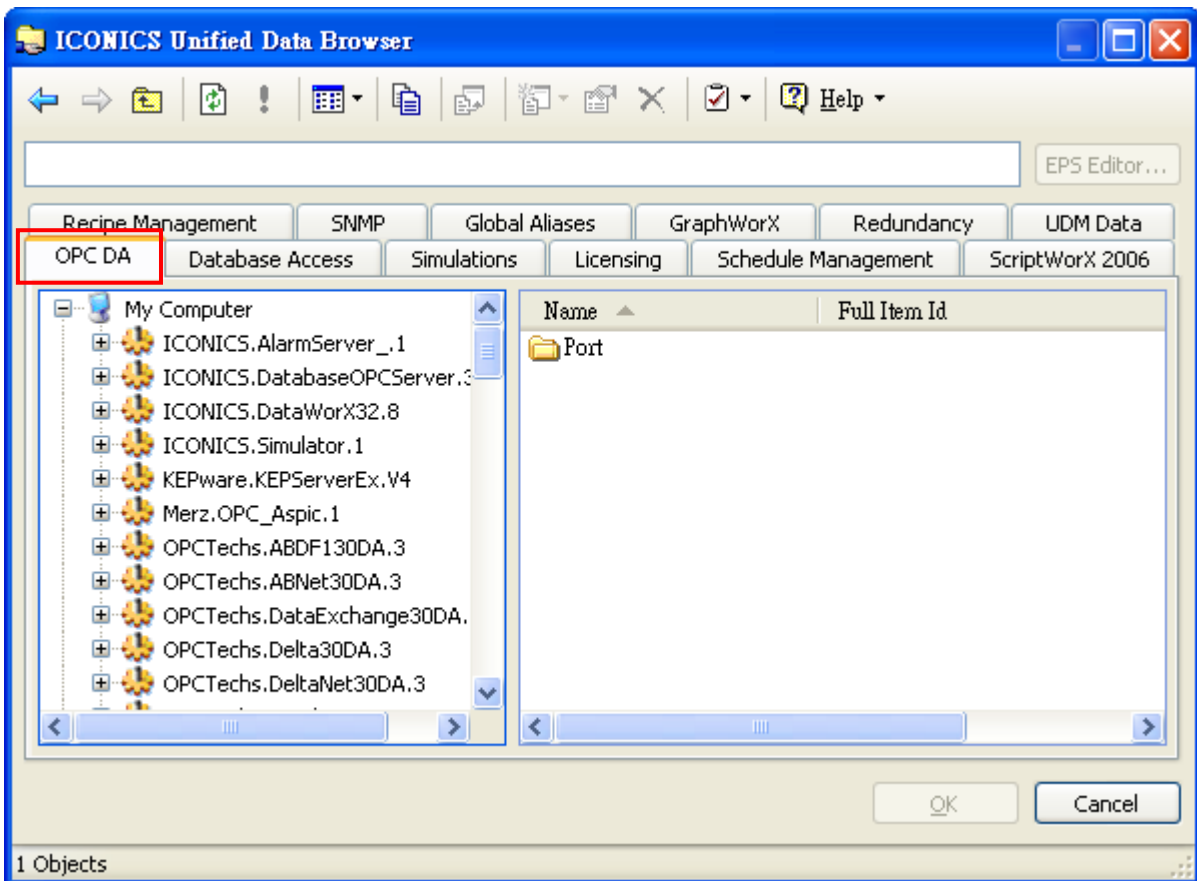 ICONICS Unified Data Browser
Help
EPS Editor...
Recipe Management SNMP Global Aliases GraphWorX Redundancy UDM Data
OPC DA Database Access Simulations Licensing Schedule Management ScriptWorX 2006
My Computer
ICONICS.AlarmServer_.1
ICONICS.DatabaseOPCServer.3
ICONICS.DataWorX32.8
ICONICS.Simulator.1
KEPware.KEPServerEx.V4
Merz.OPC_Aspic.1
OPCTechs.ABDF130DA.3
OPCTechs.ABNet30DA.3
OPCTechs.DataExchange30DA.
OPCTechs.Delta30DA.3
OPCTechs.DeltaNet30DA.3
Name Full Item Id
Port
OK Cancel
1 Objects